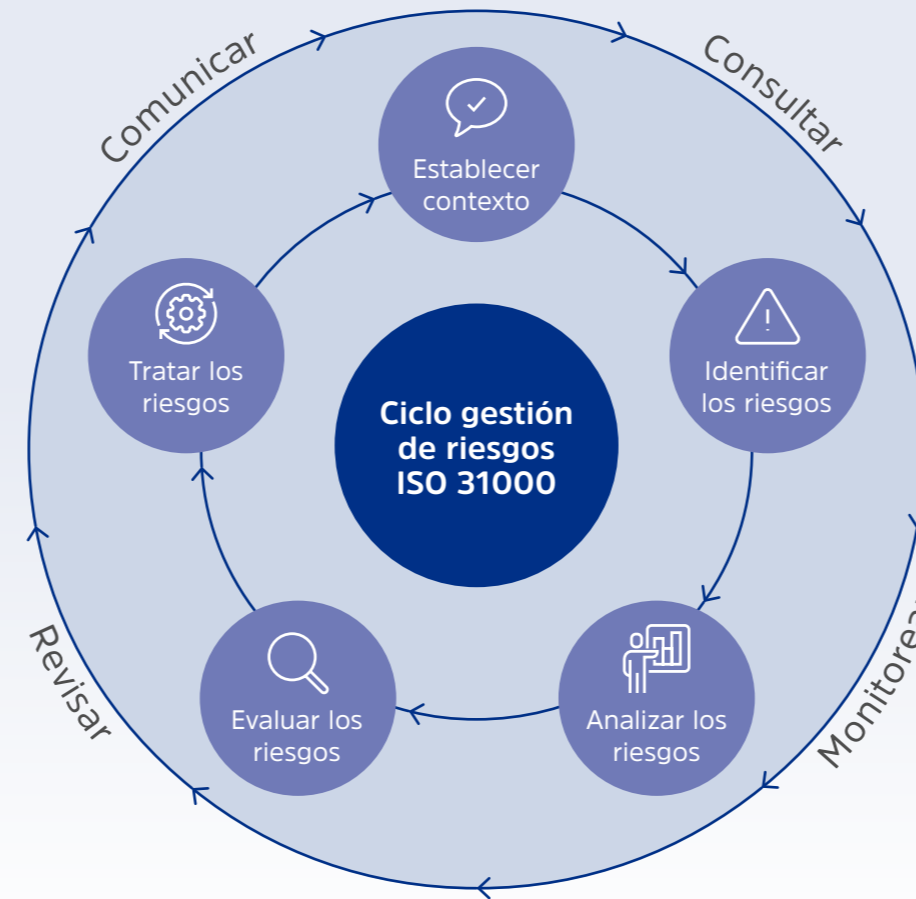 Comunicar
Consultar
Establecer
contexto
Tratar los
riesgos
Identificar
los riesgos
Ciclo gestión
de riesgos
ISO 31000
Revisar
Monitorear
Evaluar los
riesgos
Analizar los
riesgos